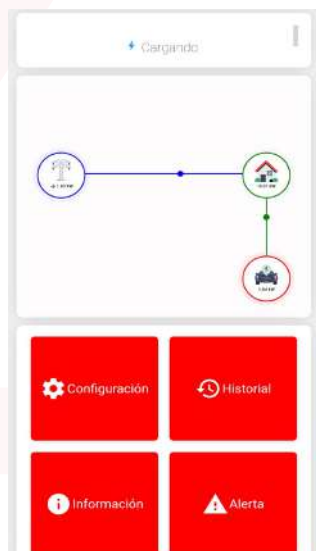 Cargando
Configuración
Historial
Información
Alerta